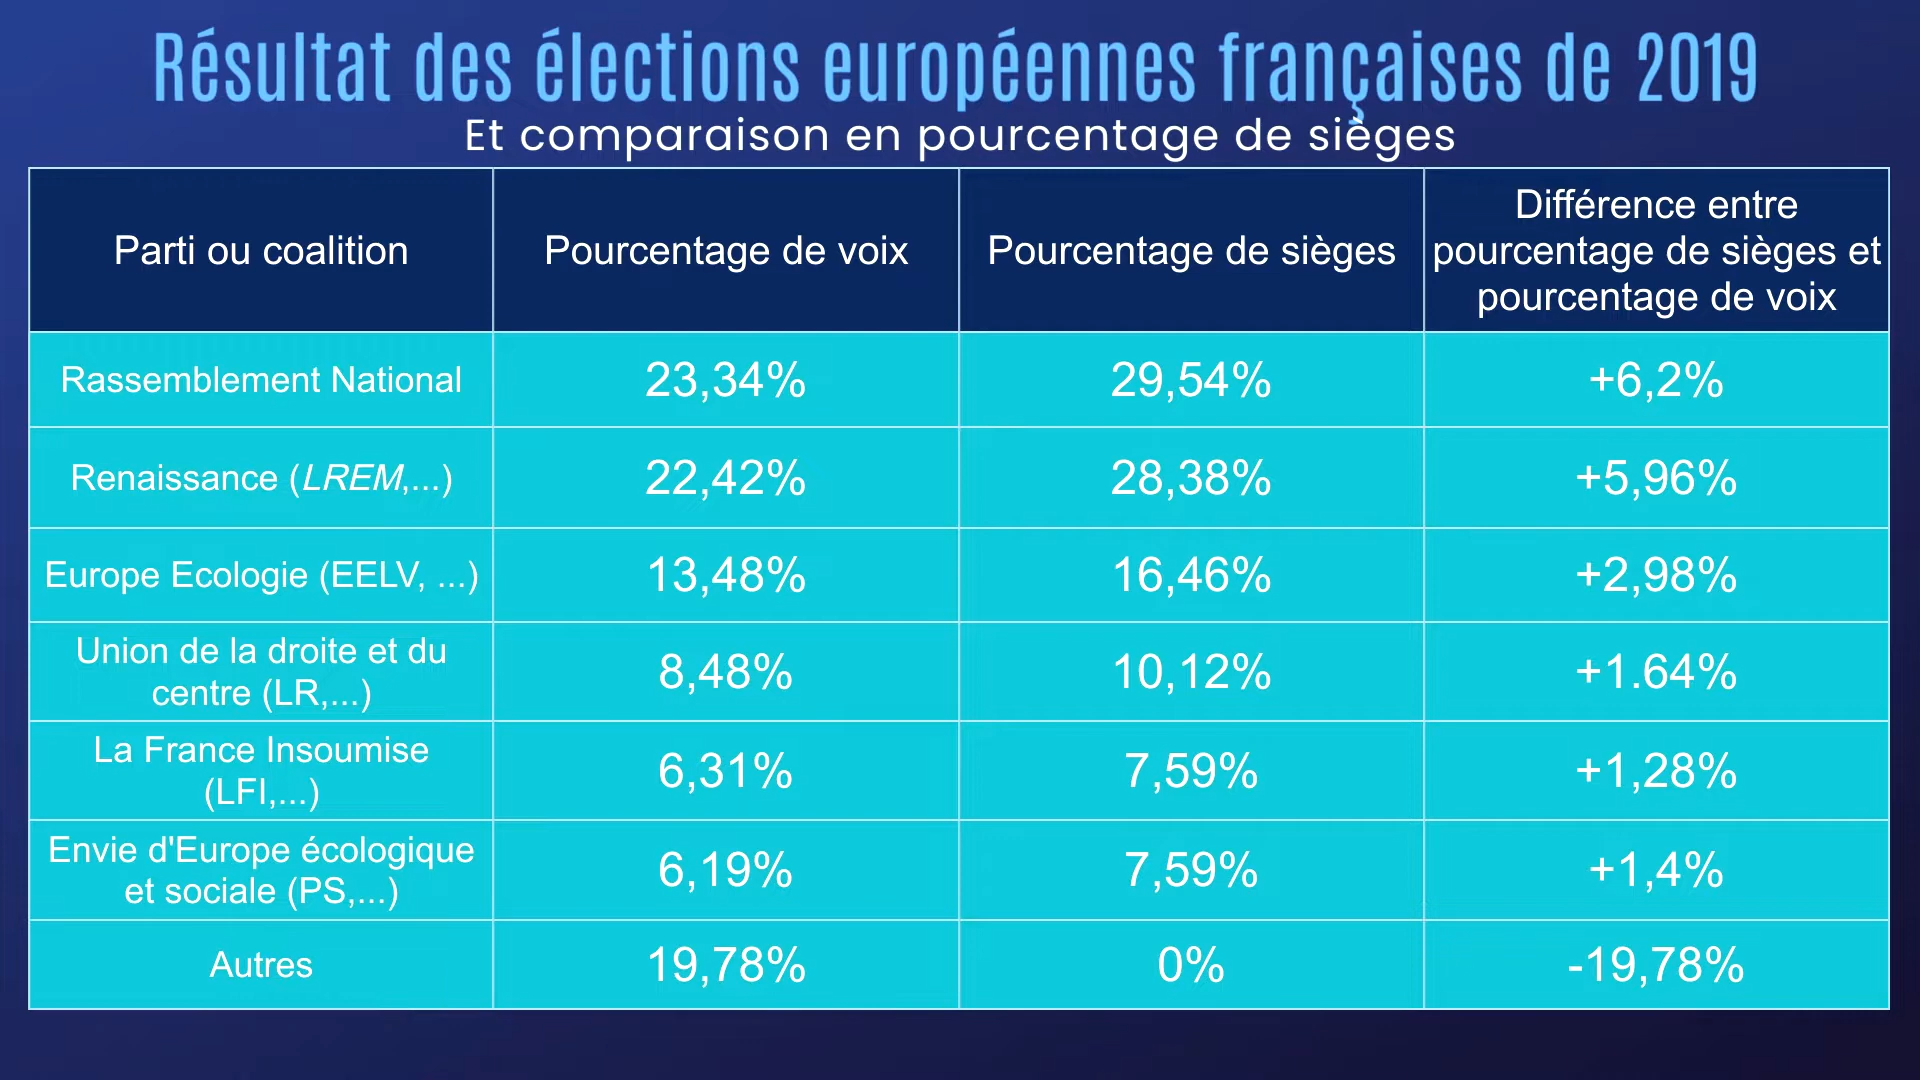 Résultat des élections européennes françaises de 2019
Et comparaison en pourcentage de sièges
Parti ou coalition
Pourcentage de voix
Pourcentage de sièges
Différence entre
pourcentage de sièges et
pourcentage de voix
Rassemblement National
23,34%
29,54%
+6,2%
Renaissance (LREM,...)
22,42%
28,38%
+5,96%
Europe Ecologie (EELV, ...)
13,48%
16,46%
+2,98%
Union de la droite et du
centre (LR,...)
8,48%
10,12%
+1.64%
La France Insoumise
(LFI,...)
6,31%
7,59%
+1,28%
Envie d'Europe écologique
et sociale (PS,...)
6,19%
7,59%
+1,4%
Autres
19,78%
0%
-19,78%